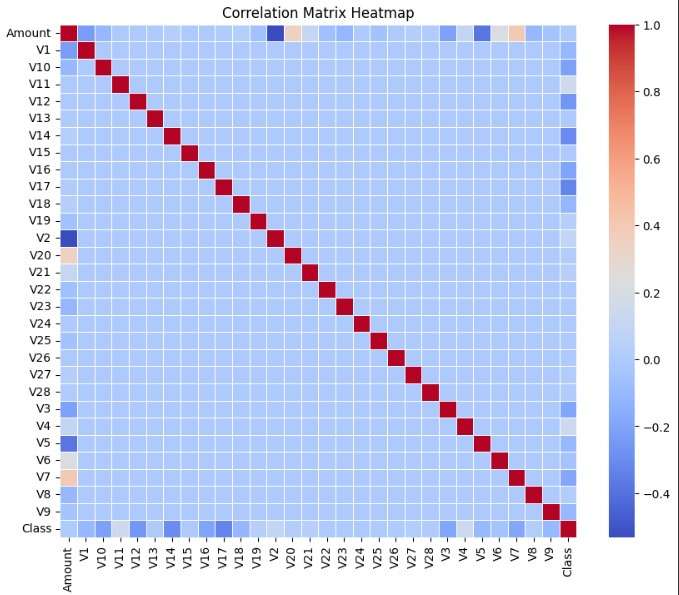 Correlation Matrix Heatmap
Amount
V1
V10
V11
V12
V13
V14
V15
V16
V17
V18
V19
V2
V20
V21
V22
V23
V24
V25
V26
V27
V28
V3
V4
V5
V6
V7
V8
V9
Class
Amount
V1
V10
V11
V12
V13
V14
V15
V16
V17
V18
V19
V2
V20
V21
V22
V23
V24
V25
V26
V27
V28
V3
V4
V5
V6
V7
V8
V9
Class
1.0
0.8
0.6
0.4
0.2
0.0
−0.2
−0.4